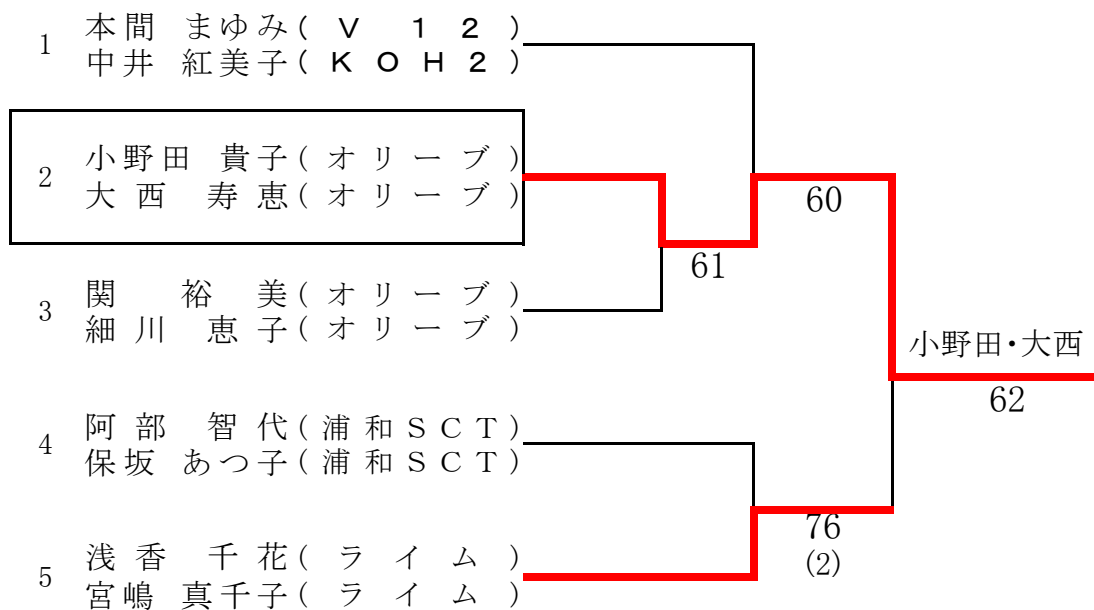 1
本間 まゆみ(Ｖ １２)
中井 紅美子(ＫＯＨ２)
2
小野田 貴子(オリーブ)
大西 寿恵(オリーブ)
60
61
3
関 裕美(オリーブ)
細川 恵子(オリーブ)
小野田・大西
62
4
阿部 智代(浦和ＳＣＴ)
保坂 あつ子(浦和ＳＣＴ)
76
(2)
5
浅香 千花(ライム)
宮嶋 真千子(ライム)